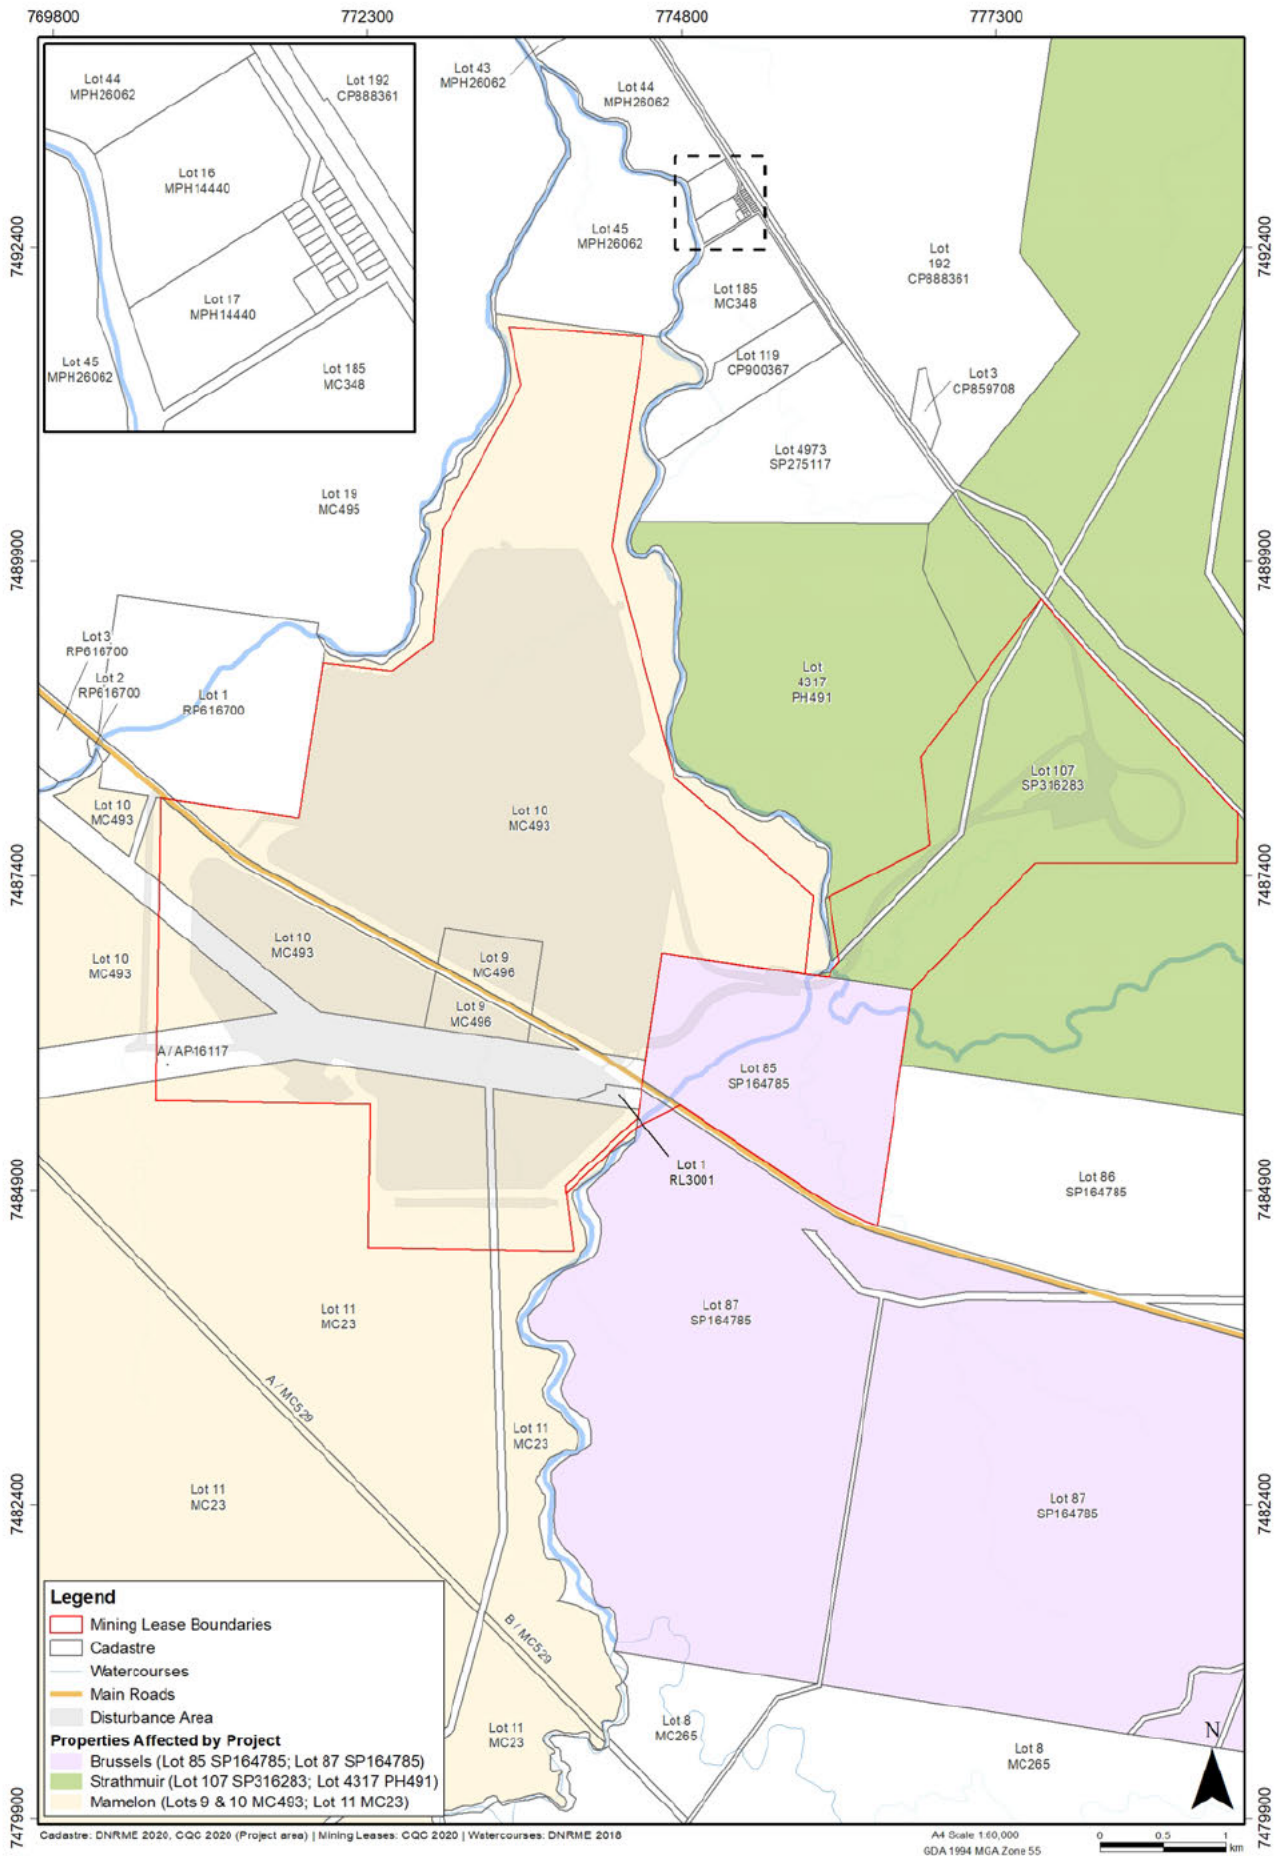 769800
772300
774800
777300
Lot 44
MPH26062
Lot 192
CP888361
Lot 16
MPH14440
Lot 17
MPH14440
Lot 45
MPH26062
Lot 185
MC348
Lot 43
MPH26062
Lot 44
MPH26062
Lot 45
MPH26062
Lot
192
CP888361
7492400
7492400
Lot 185
MC348
Lot 119
CP900367
Lot 3
CP859708
Lot 4973
SP275117
Lot 19
MC495
7489900
7489900
Lot 3
RP616700
Lot 2
RP616700
Lot 1
RP616700
Lot
4317
PH491
Lot 107
SP316283
Lot 10
MC493
Lot 10
MC493
7487400
7487400
Lot 10
MC493
Lot 10
MC493
Lot 9
MC496
Lot 9
MC496
A / AP16117
Lot 85
SP164785
Lot 1
RL3001
Lot 86
SP164785
7484900
7484900
Lot 87
SP164785
Lot 11
MC23
A / MC529
Lot 11
MC23
Lot 11
MC23
Lot 87
SP164785
7482400
7482400
B / MC529
Lot 11
MC23
Lot 8
MC265
Lot 8
MC265
N
7479900
7479900
Legend
Mining Lease Boundaries
Cadastre
Watercourses
Main Roads
Disturbance Area
Properties Affected by Project
Brussels (Lot 85 SP164785; Lot 87 SP164785)
Strathmuir (Lot 107 SP316283; Lot 4317 PH491)
Mamelon (Lots 9 & 10 MC493; Lot 11 MC23)
Cadastre: DNRME 2020, CQC 2020 (Project area) | Mining Leases: CQC 2020 | Watercourses: DNRME 2018
A4 Scale 1:60,000
GDA 1994 MGA Zone 55
0 0.5 1
km